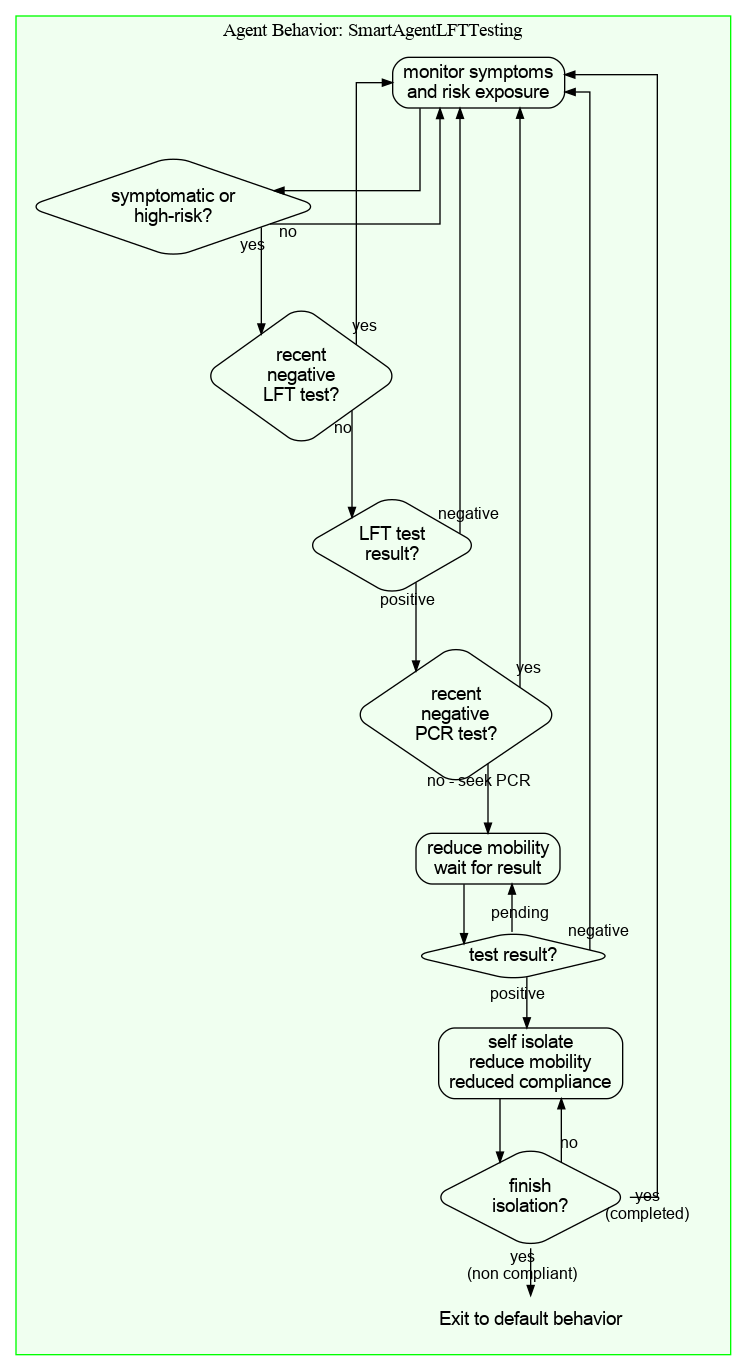 Agent Behavior: SmartAgentLFTTesting
monitor symptoms
and risk exposure
symptomatic or
high-risk?
no
yes
yes
recent
negative
LFT test?
no
negative
LFT test
result?
positive
yes
recent
negative
PCR test?
no - seek PCR
reduce mobility
wait for result
pending
negative
test result?
positive
self isolate
reduce mobility
reduced compliance
no
finish
isolation?
yes
(completed)
yes
(non compliant)
Exit to default behavior